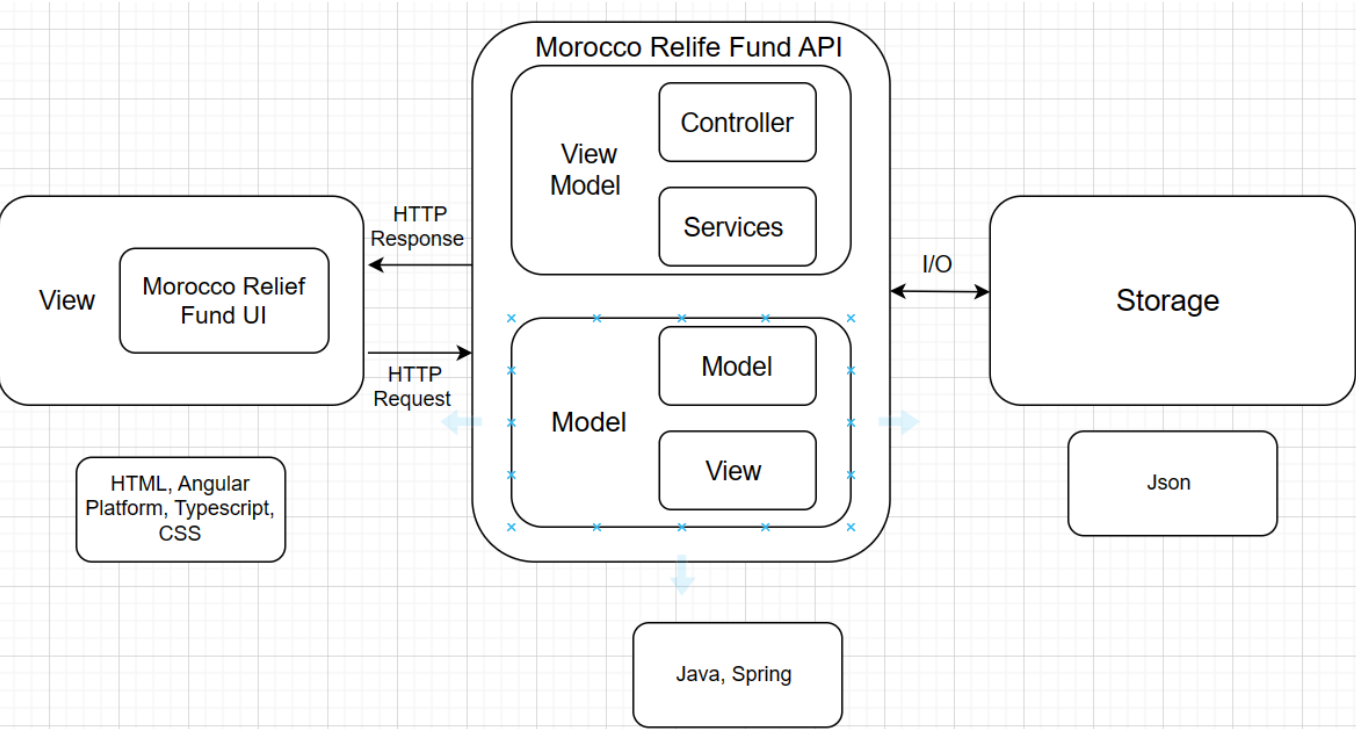 Morocco Relife Fund API
Controller
View
Model
Services
HTTP
Response
View
Morocco Relief
Fund UI
HTTP
Request
I/O
Storage
Model
Model
View
HTML, Angular
Platform, Typescript,
CSS
Json
Java, Spring